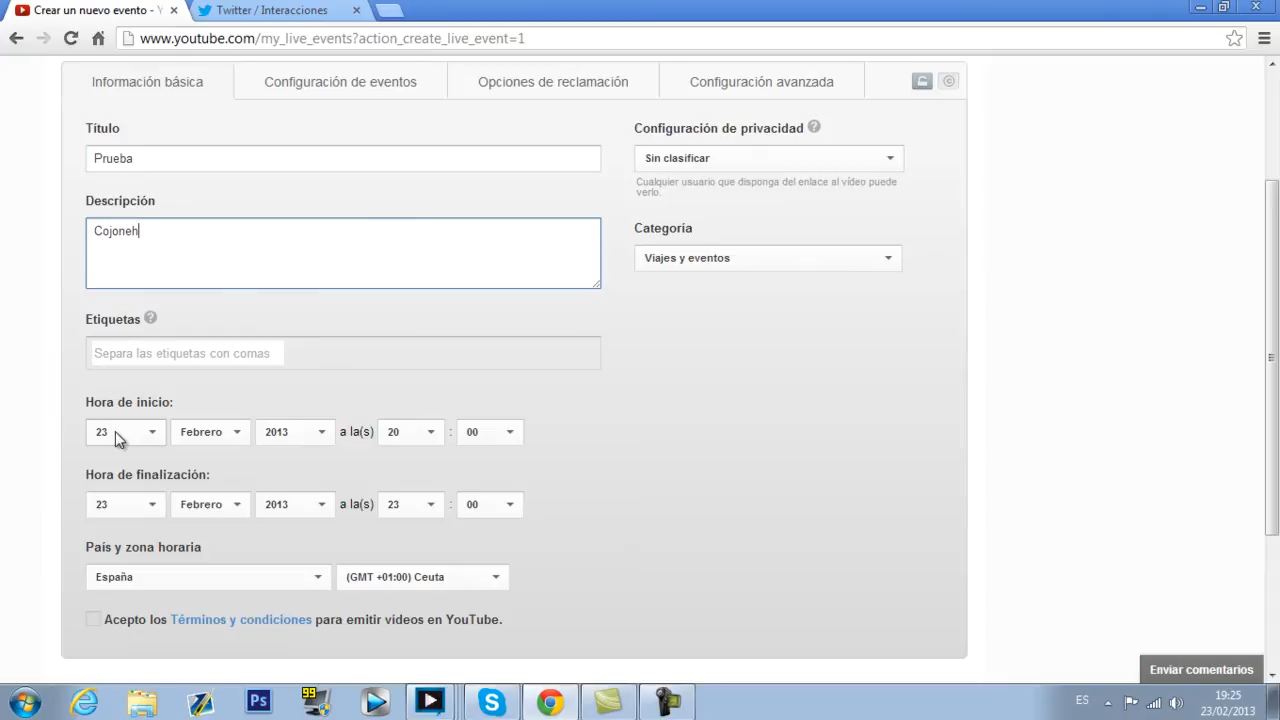 Crear un nuevo evento - Y
Twitter / Interacciones
www.youtube.com/my_live_events?action_create_live_event=1
Información básica
Configuración de eventos
Opciones de reclamación
Configuración avanzada
Título
Prueba
Configuración de privacidad
Sin clasificar
Cualquier usuario que disponga del enlace al vídeo puede
verlo.
Descripción
Cojoneh
Categoría
Viajes y eventos
Etiquetas
Separa las etiquetas con comas
Hora de inicio:
23 Febrero 2013 a la(s) 20 : 00
Hora de finalización:
23 Febrero 2013 a la(s) 23 : 00
País y zona horaria
España (GMT +01:00) Ceuta
Acepto los Términos y condiciones para emitir vídeos en YouTube.
Enviar comentarios
Ps
99
ES
19:25
23/02/2013